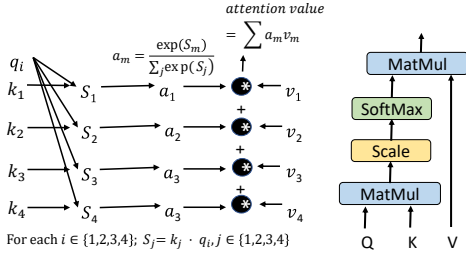 attention value
a_m = exp(S_m) / ∑_j exp(S_j)
= ∑ a_m v_m
q_i
k_1 S_1 a_1 * v_1
+
k_2 S_2 a_2 * v_2
+
k_3 S_3 a_3 * v_3
+
k_4 S_4 a_3 * v_4
For each i ∈ {1,2,3,4}; S_j = k_j · q_i, j ∈ {1,2,3,4}
MatMul
SoftMax
Scale
MatMul
Q K V